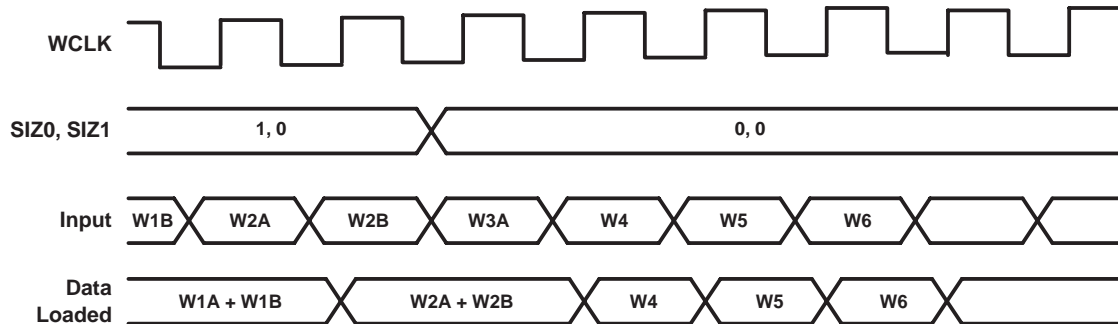 WCLK
SIZ0, SIZ1 1, 0 0, 0
Input W1B W2A W2B W3A W4 W5 W6
Data
Loaded W1A + W1B W2A + W2B W4 W5 W6